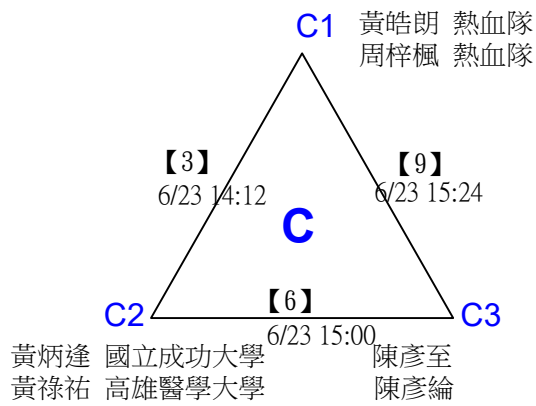 C1 黃皓朗 熱血隊
周梓楓 熱血隊
【3】 【9】
6/23 14:12 6/23 15:24
C
C2 【6】 C3
6/23 15:00
黃炳逢 國立成功大學 陳彥至
黃祿祐 高雄醫學大學 陳彥綸